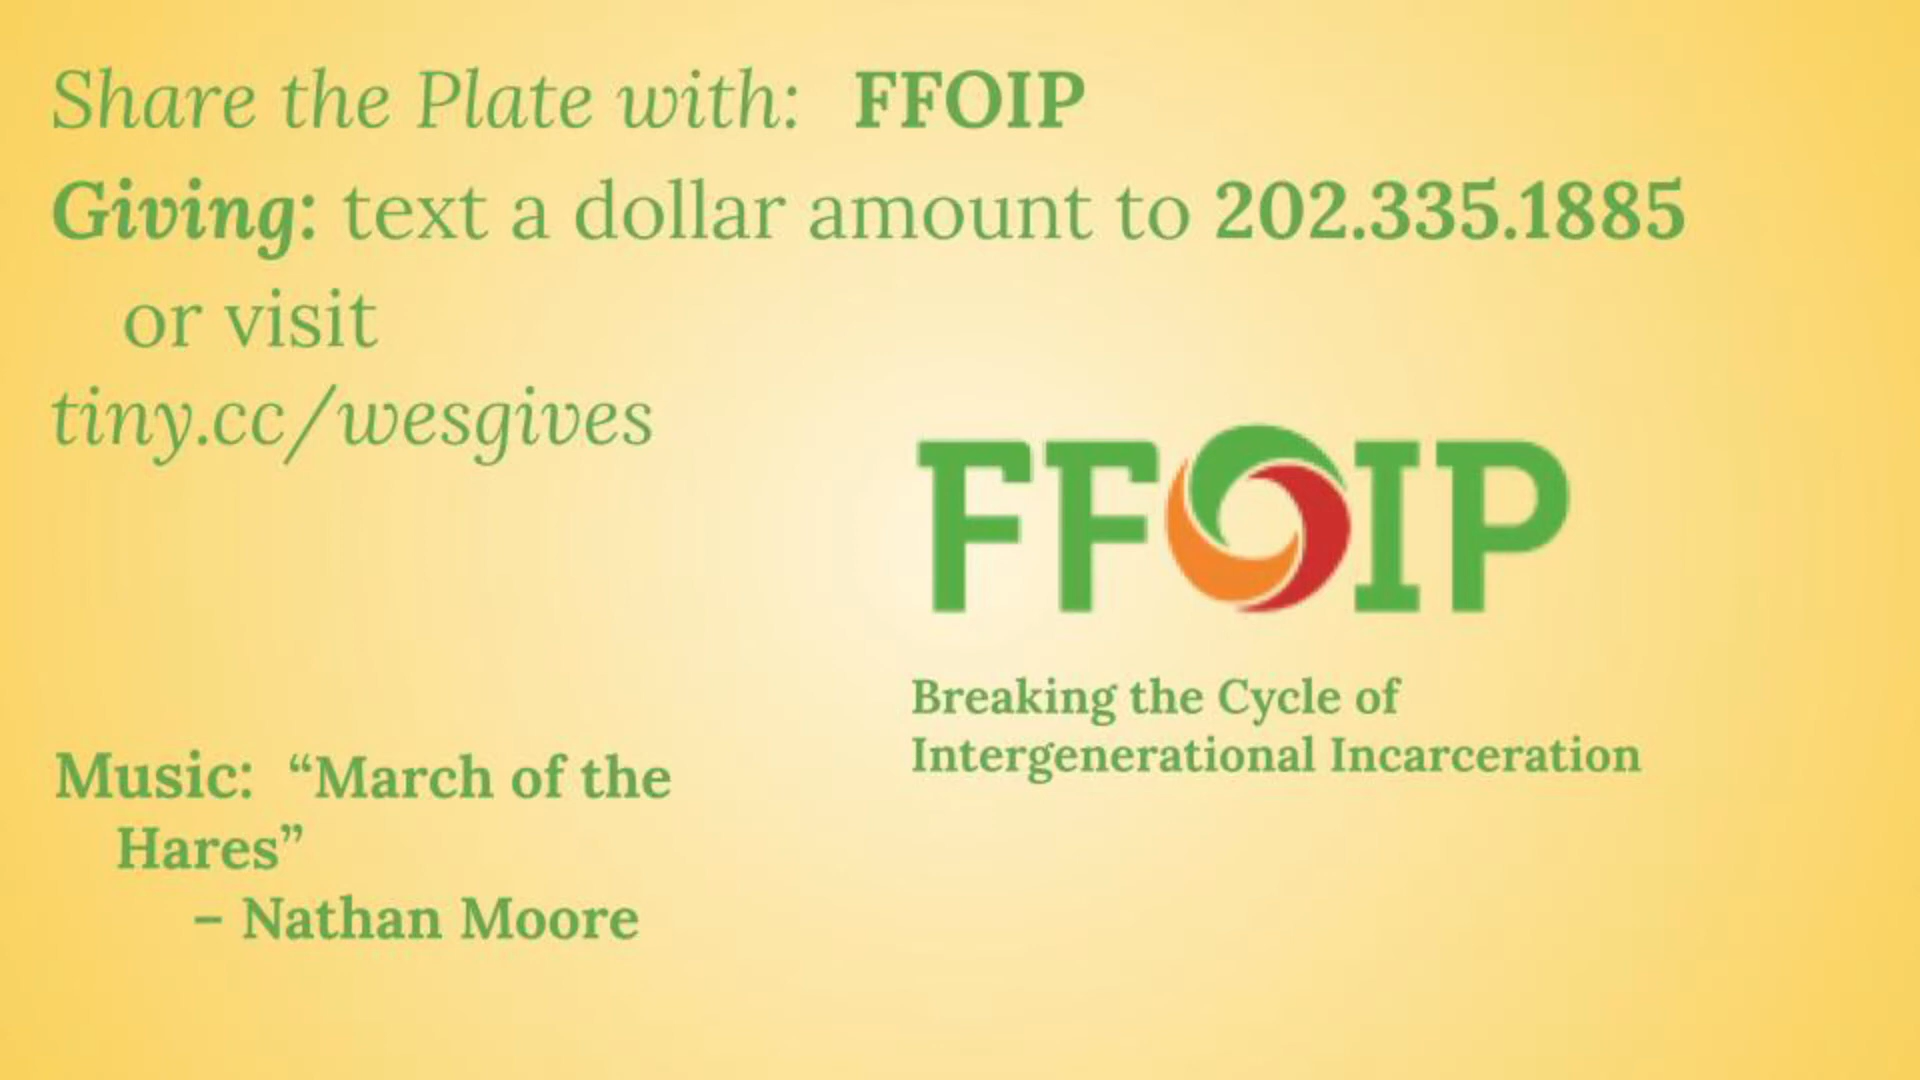 Share the Plate with: FFOIP
Giving: text a dollar amount to 202.335.1885
or visit
tiny.cc/wesgives
FFOIP
Breaking the Cycle of
Intergenerational Incarceration
Music: “March of the
Hares”
– Nathan Moore